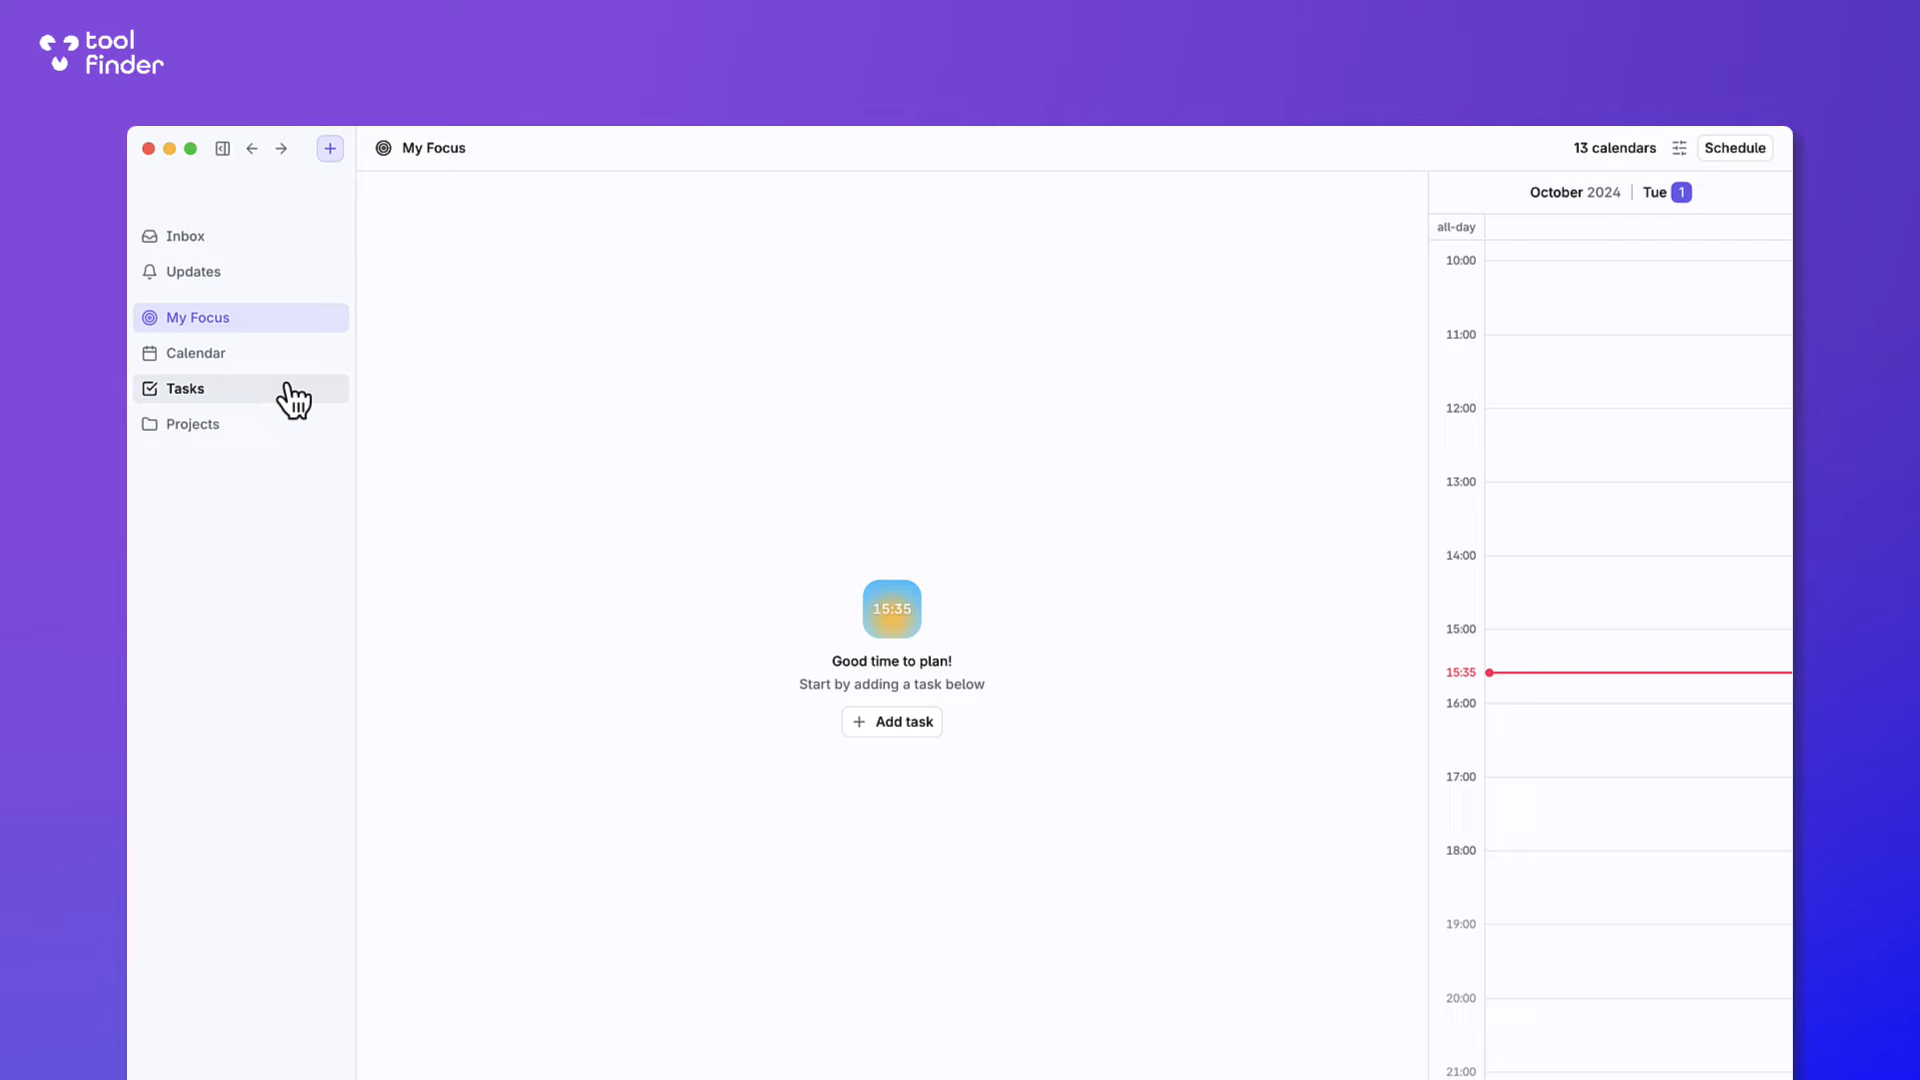 tool
finder
My Focus
13 calendars
Schedule
Inbox
Updates
My Focus
Calendar
Tasks
Projects
15:35
Good time to plan!
Start by adding a task below
+ Add task
October 2024 | Tue 1
all-day
10:00
11:00
12:00
13:00
14:00
15:00
15:35
16:00
17:00
18:00
19:00
20:00
21:00